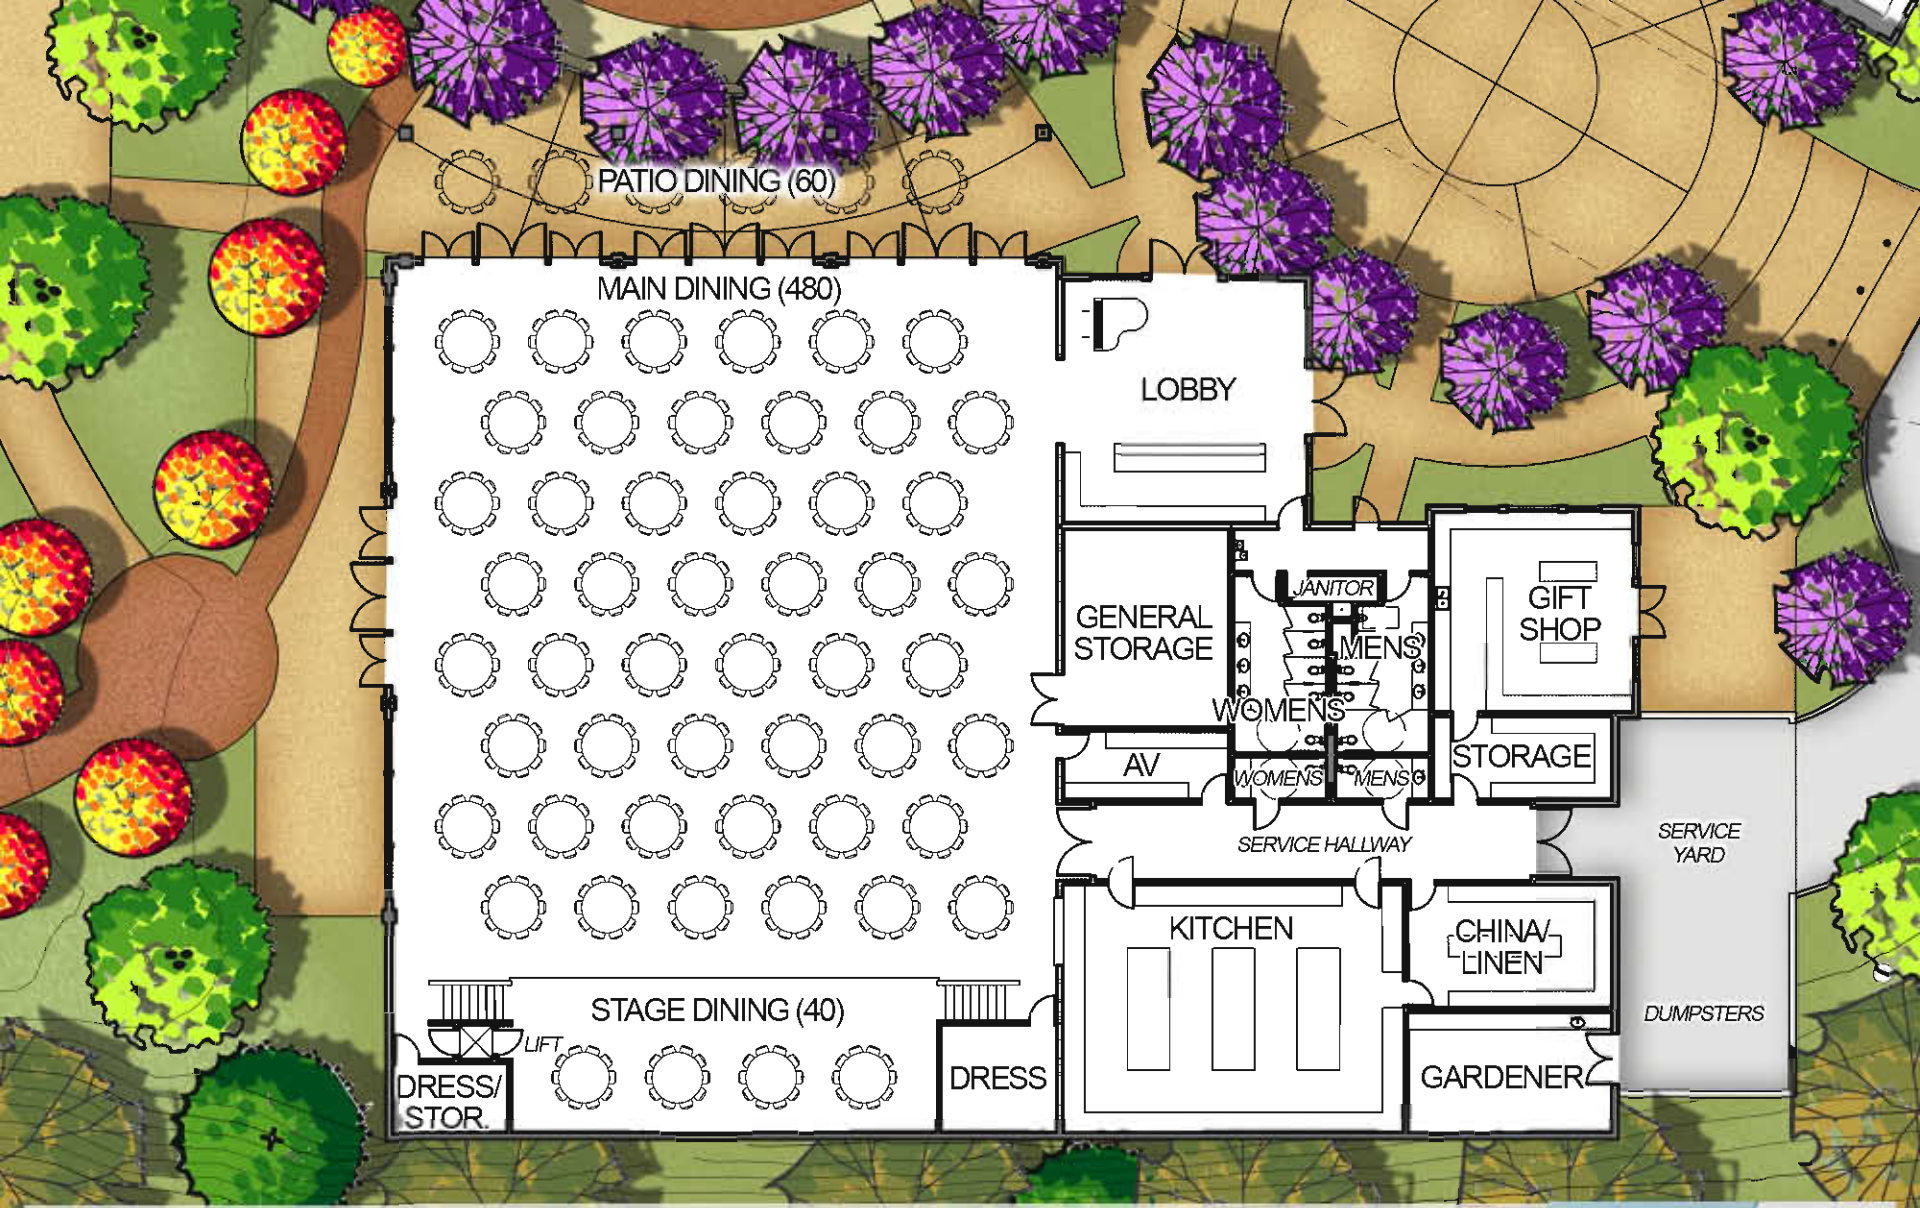 PATIO DINING (60)
MAIN DINING (480)
LOBBY
JANITOR
GENERAL
STORAGE
MENS
GIFT
SHOP
WOMENS
AV
STORAGE
WOMENS
MENS
SERVICE HALLWAY
SERVICE
YARD
KITCHEN
CHINA/
LINEN
STAGE DINING (40)
DUMPSTERS
LIFT
DRESS/
STOR.
DRESS
GARDENER